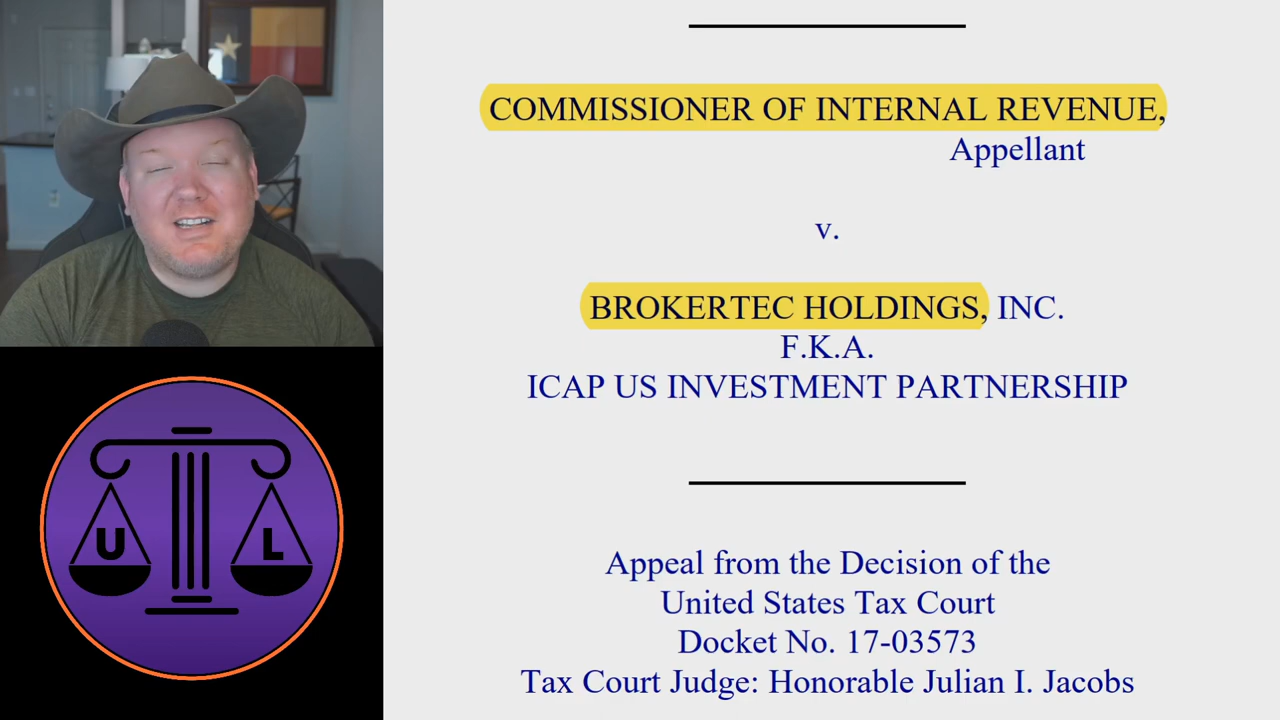 COMMISSIONER OF INTERNAL REVENUE,
Appellant
v.
BROKERTEC HOLDINGS, INC.
F.K.A.
ICAP US INVESTMENT PARTNERSHIP
Appeal from the Decision of the
United States Tax Court
Docket No. 17-03573
Tax Court Judge: Honorable Julian I. Jacobs
U L